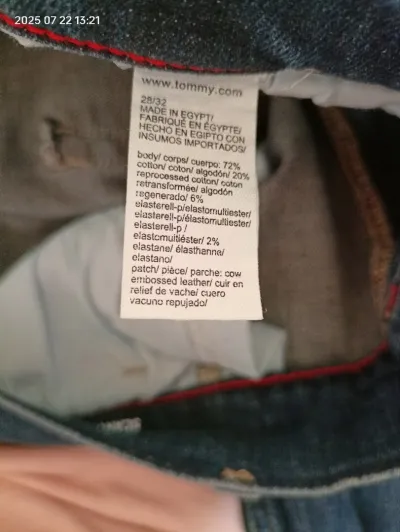 2025 07 22 13:21
www.tommy.com
28/32
MADE IN EGYPT/
FABRIQUÉ EN ÉGYPTE/
HECHO EN EGIPTO CON
INSUMOS IMPORTADOS/
body/ corps/ cuerpo: 72%
cotton/ coton/ algodón/ 20%
reprocessed cotton/ coton
retransformée/ algodón
regenerado/ 6%
elasterell-p/elastomultiester/
elasterell-p/élastomultiester/
elasterell-p /
elastomultiéster/ 2%
elastane/ élasthanne/
elastano/
patch/ pièce/ parche: cow
embossed leather/ cuir en
relief de vache/ cuero
vacuno repujado/